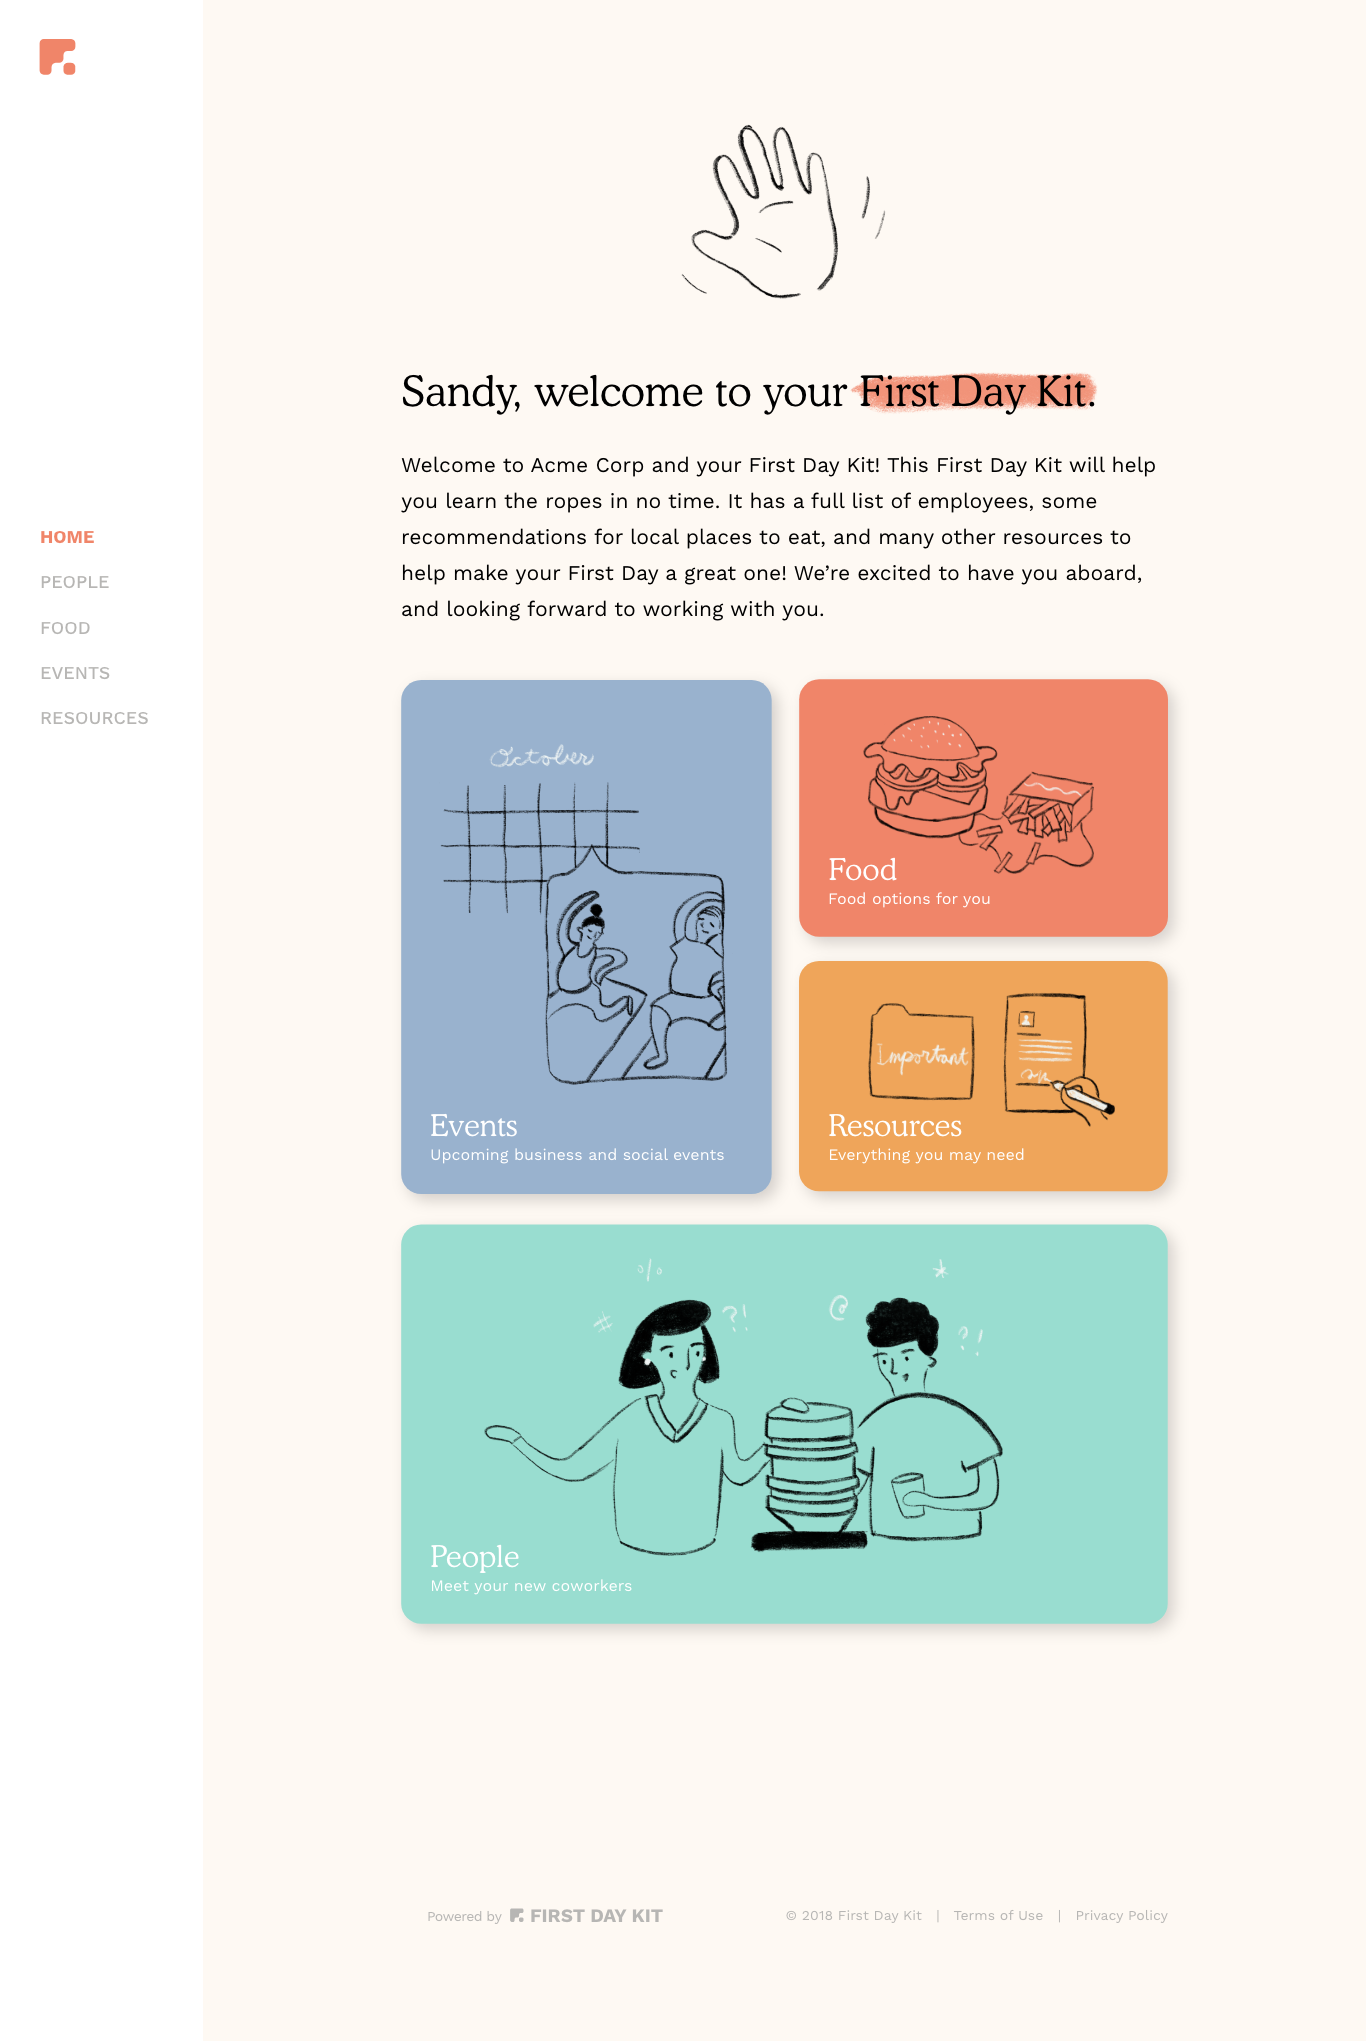 HOME
PEOPLE
FOOD
EVENTS
RESOURCES
Sandy, welcome to your First Day Kit.
Welcome to Acme Corp and your First Day Kit! This First Day Kit will help
you learn the ropes in no time. It has a full list of employees, some
recommendations for local places to eat, and many other resources to
help make your First Day a great one! We’re excited to have you aboard,
and looking forward to working with you.
October
Events
Upcoming business and social events
Food
Food options for you
Important
Resources
Everything you may need
% *
# ?! @ ?!
People
Meet your new coworkers
Powered by FIRST DAY KIT
© 2018 First Day Kit | Terms of Use | Privacy Policy